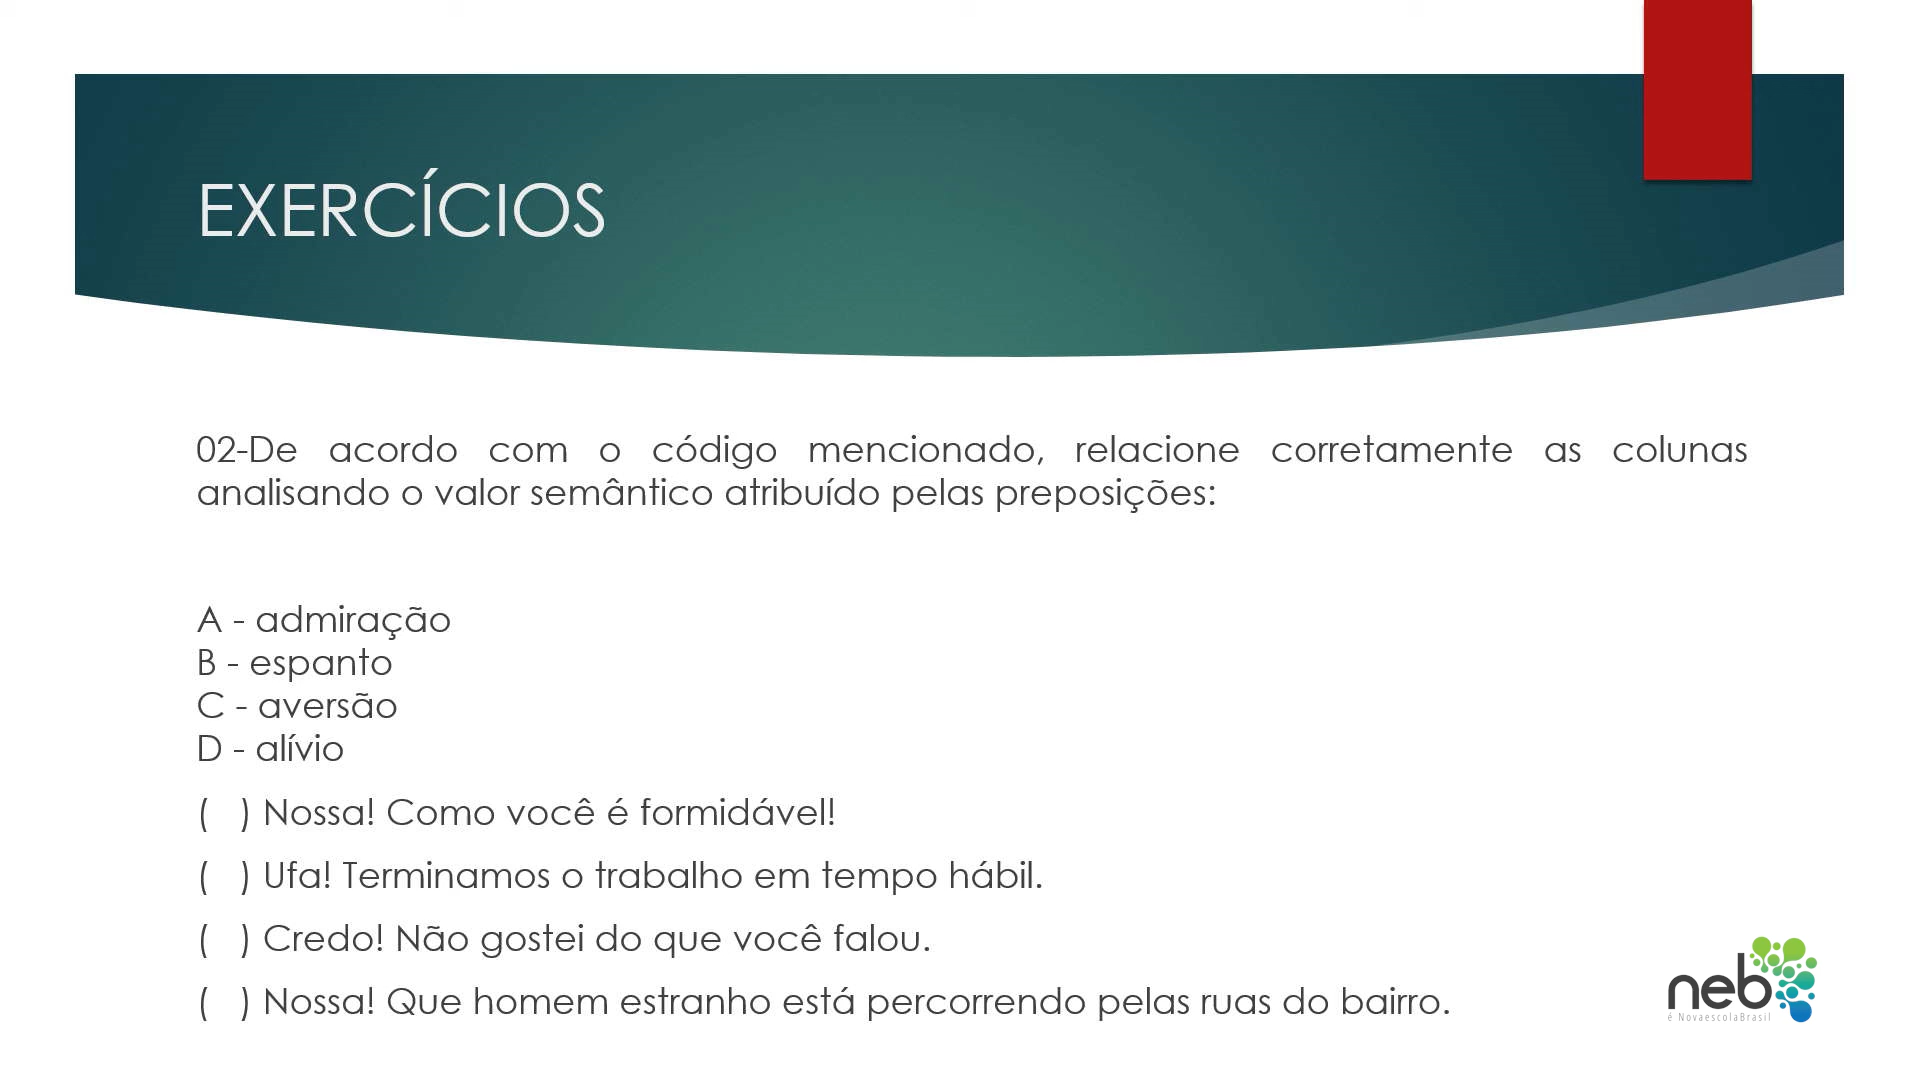 EXERCÍCIOS
02-De acordo com o código mencionado, relacione corretamente as colunas
analisando o valor semântico atribuído pelas preposições:
A - admiração
B - espanto
C - aversão
D - alívio
( ) Nossa! Como você é formidável!
( ) Ufa! Terminamos o trabalho em tempo hábil.
( ) Credo! Não gostei do que você falou.
( ) Nossa! Que homem estranho está percorrendo pelas ruas do bairro.
neb
é NovaescolaBrasil